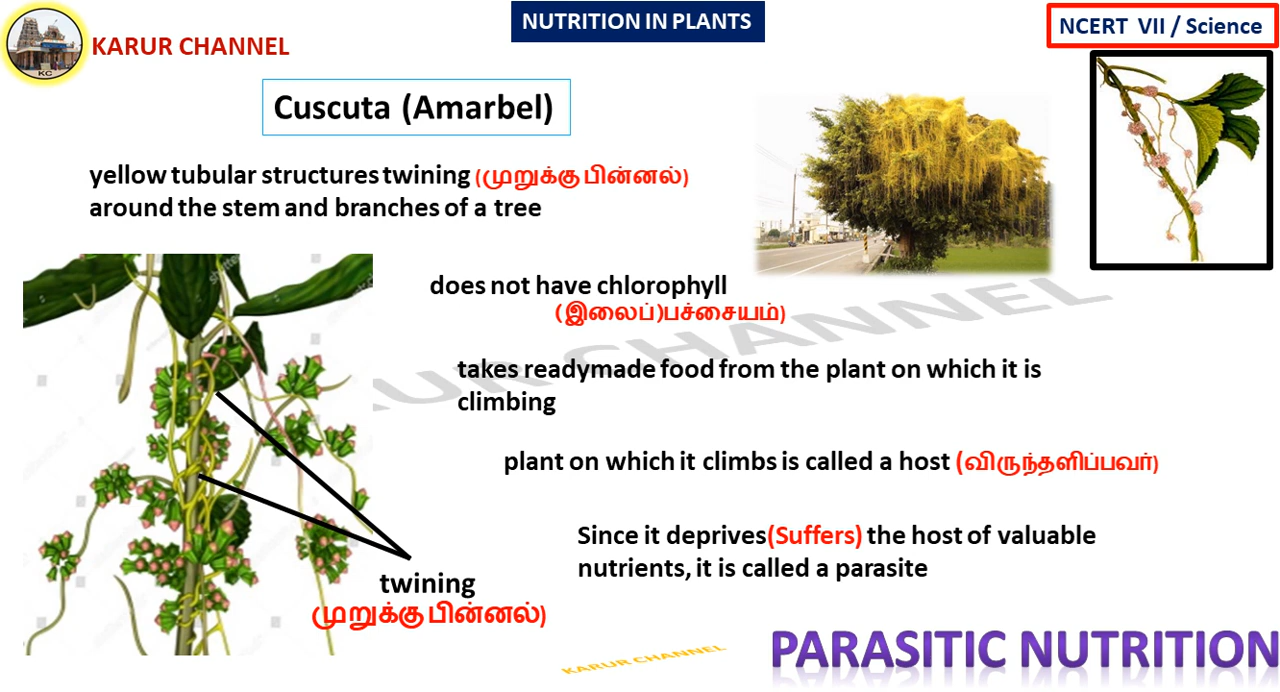 NUTRITION IN PLANTS
NCERT VII / Science
KARUR CHANNEL
KC
Cuscuta (Amarbel)
yellow tubular structures twining (முறுக்கு பின்னல்)
around the stem and branches of a tree
does not have chlorophyll
(இலைப்)பச்சையம்)
KARUR CHANNEL
takes readymade food from the plant on which it is
climbing
plant on which it climbs is called a host (விருந்தளிப்பவர்)
Since it deprives(Suffers) the host of valuable
nutrients, it is called a parasite
twining
(முறுக்கு பின்னல்)
KARUR CHANNEL
PARASITIC NUTRITION